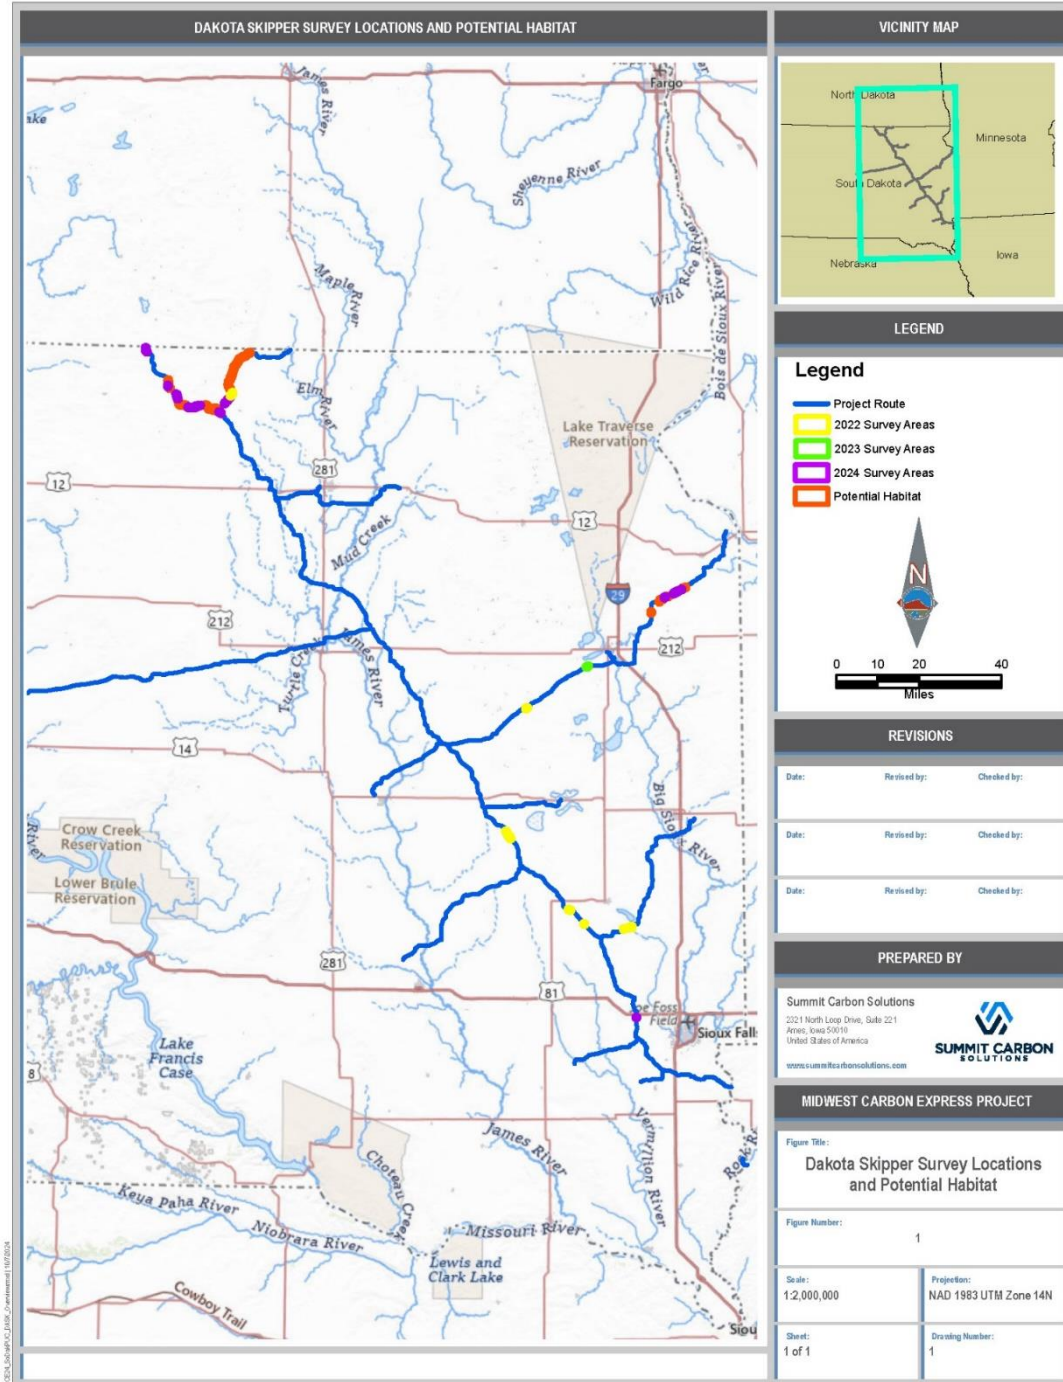 DAKOTA SKIPPER SURVEY LOCATIONS AND POTENTIAL HABITAT
James River
Fargo
Sheyenne River
Maple River
Wild Rice River
Bois de Sioux River
Elm River
Lake Traverse
Reservation
281
12
12
Mud Creek
29
212
212
Turtle Creek
James River
14
Big Sioux River
River
Crow Creek
Reservation
Lower Brule
Reservation
281
81
Joe Foss
Field
Sioux Fall
Lake
Francis
Case
8
James River
Vermillion River
Choteau Creek
Keya Paha River
Niobrara River
Missouri River
Lewis and
Clark Lake
Cowboy Trail
Siou
VICINITY MAP
North Dakota
Minnesota
South Dakota
Nebraska
Iowa
LEGEND
Legend
Project Route
2022 Survey Areas
2023 Survey Areas
2024 Survey Areas
Potential Habitat
N
0 10 20 40
Miles
REVISIONS
Date: Revised by: Checked by:
Date: Revised by: Checked by:
Date: Revised by: Checked by:
PREPARED BY
Summit Carbon Solutions
2321 North Loop Drive, Suite 221
Ames, Iowa 50010
United States of America
www.summitcarbonsolutions.com
SUMMIT CARBON
SOLUTIONS
MIDWEST CARBON EXPRESS PROJECT
Figure Title:
Dakota Skipper Survey Locations
and Potential Habitat
Figure Number:
1
Scale:
1:2,000,000
Projection:
NAD 1983 UTM Zone 14N
Sheet:
1 of 1
Drawing Number:
1